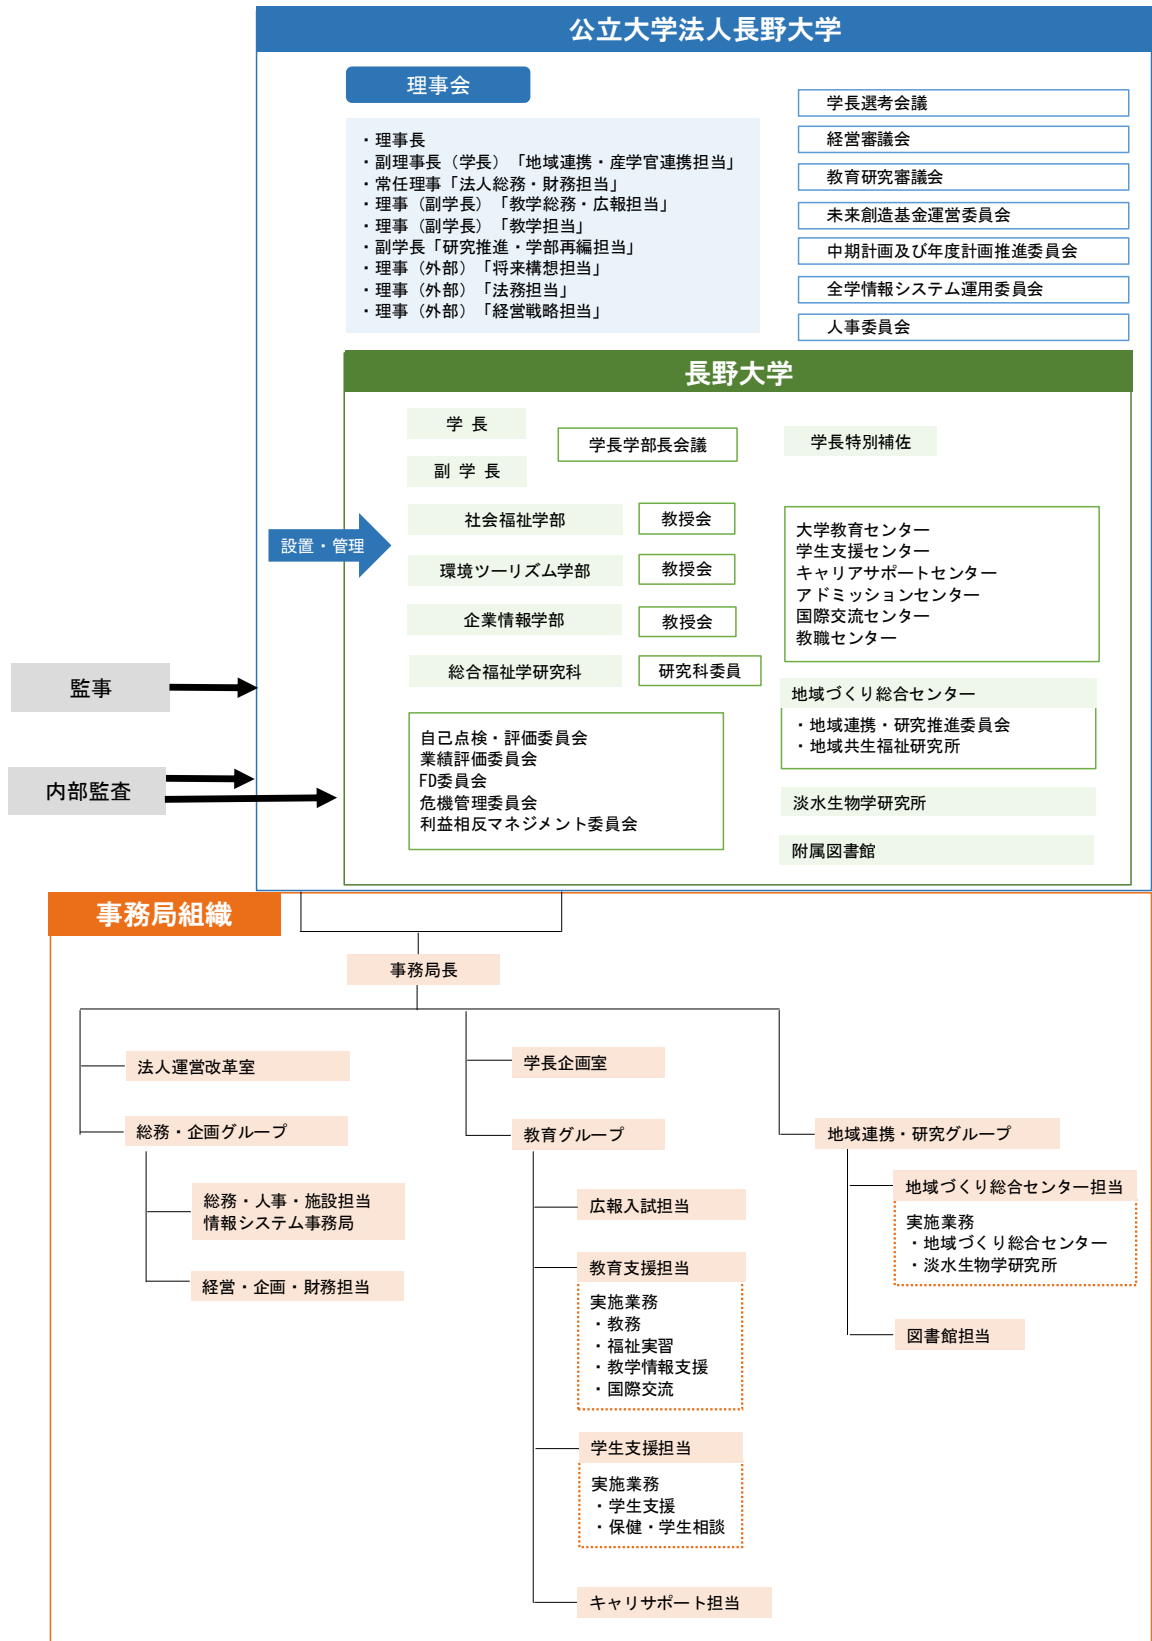 公立大学法人長野大学
理事会
・理事長
・副理事長（学長）「地域連携・産学官連携担当」
・常任理事「法人総務・財務担当」
・理事（副学長）「教学総務・広報担当」
・理事（副学長）「教学担当」
・副学長「研究推進・学部再編担当」
・理事（外部）「将来構想担当」
・理事（外部）「法務担当」
・理事（外部）「経営戦略担当」
学長選考会議
経営審議会
教育研究審議会
未来創造基金運営委員会
中期計画及び年度計画推進委員会
全学情報システム運用委員会
人事委員会
長野大学
学 長
副 学 長
学長学部長会議
学長特別補佐
設置・管理
社会福祉学部
教授会
環境ツーリズム学部
教授会
企業情報学部
教授会
総合福祉学研究科
研究科委員
大学教育センター
学生支援センター
キャリアサポートセンター
アドミッションセンター
国際交流センター
教職センター
地域づくり総合センター
・地域連携・研究推進委員会
・地域共生福祉研究所
淡水生物学研究所
附属図書館
自己点検・評価委員会
業績評価委員会
FD委員会
危機管理委員会
利益相反マネジメント委員会
監事
内部監査
事務局組織
事務局長
法人運営改革室
総務・企画グループ
総務・人事・施設担当
情報システム事務局
経営・企画・財務担当
学長企画室
教育グループ
広報入試担当
教育支援担当
実施業務
・教務
・福祉実習
・教学情報支援
・国際交流
学生支援担当
実施業務
・学生支援
・保健・学生相談
キャリサポート担当
地域連携・研究グループ
地域づくり総合センター担当
実施業務
・地域づくり総合センター
・淡水生物学研究所
図書館担当